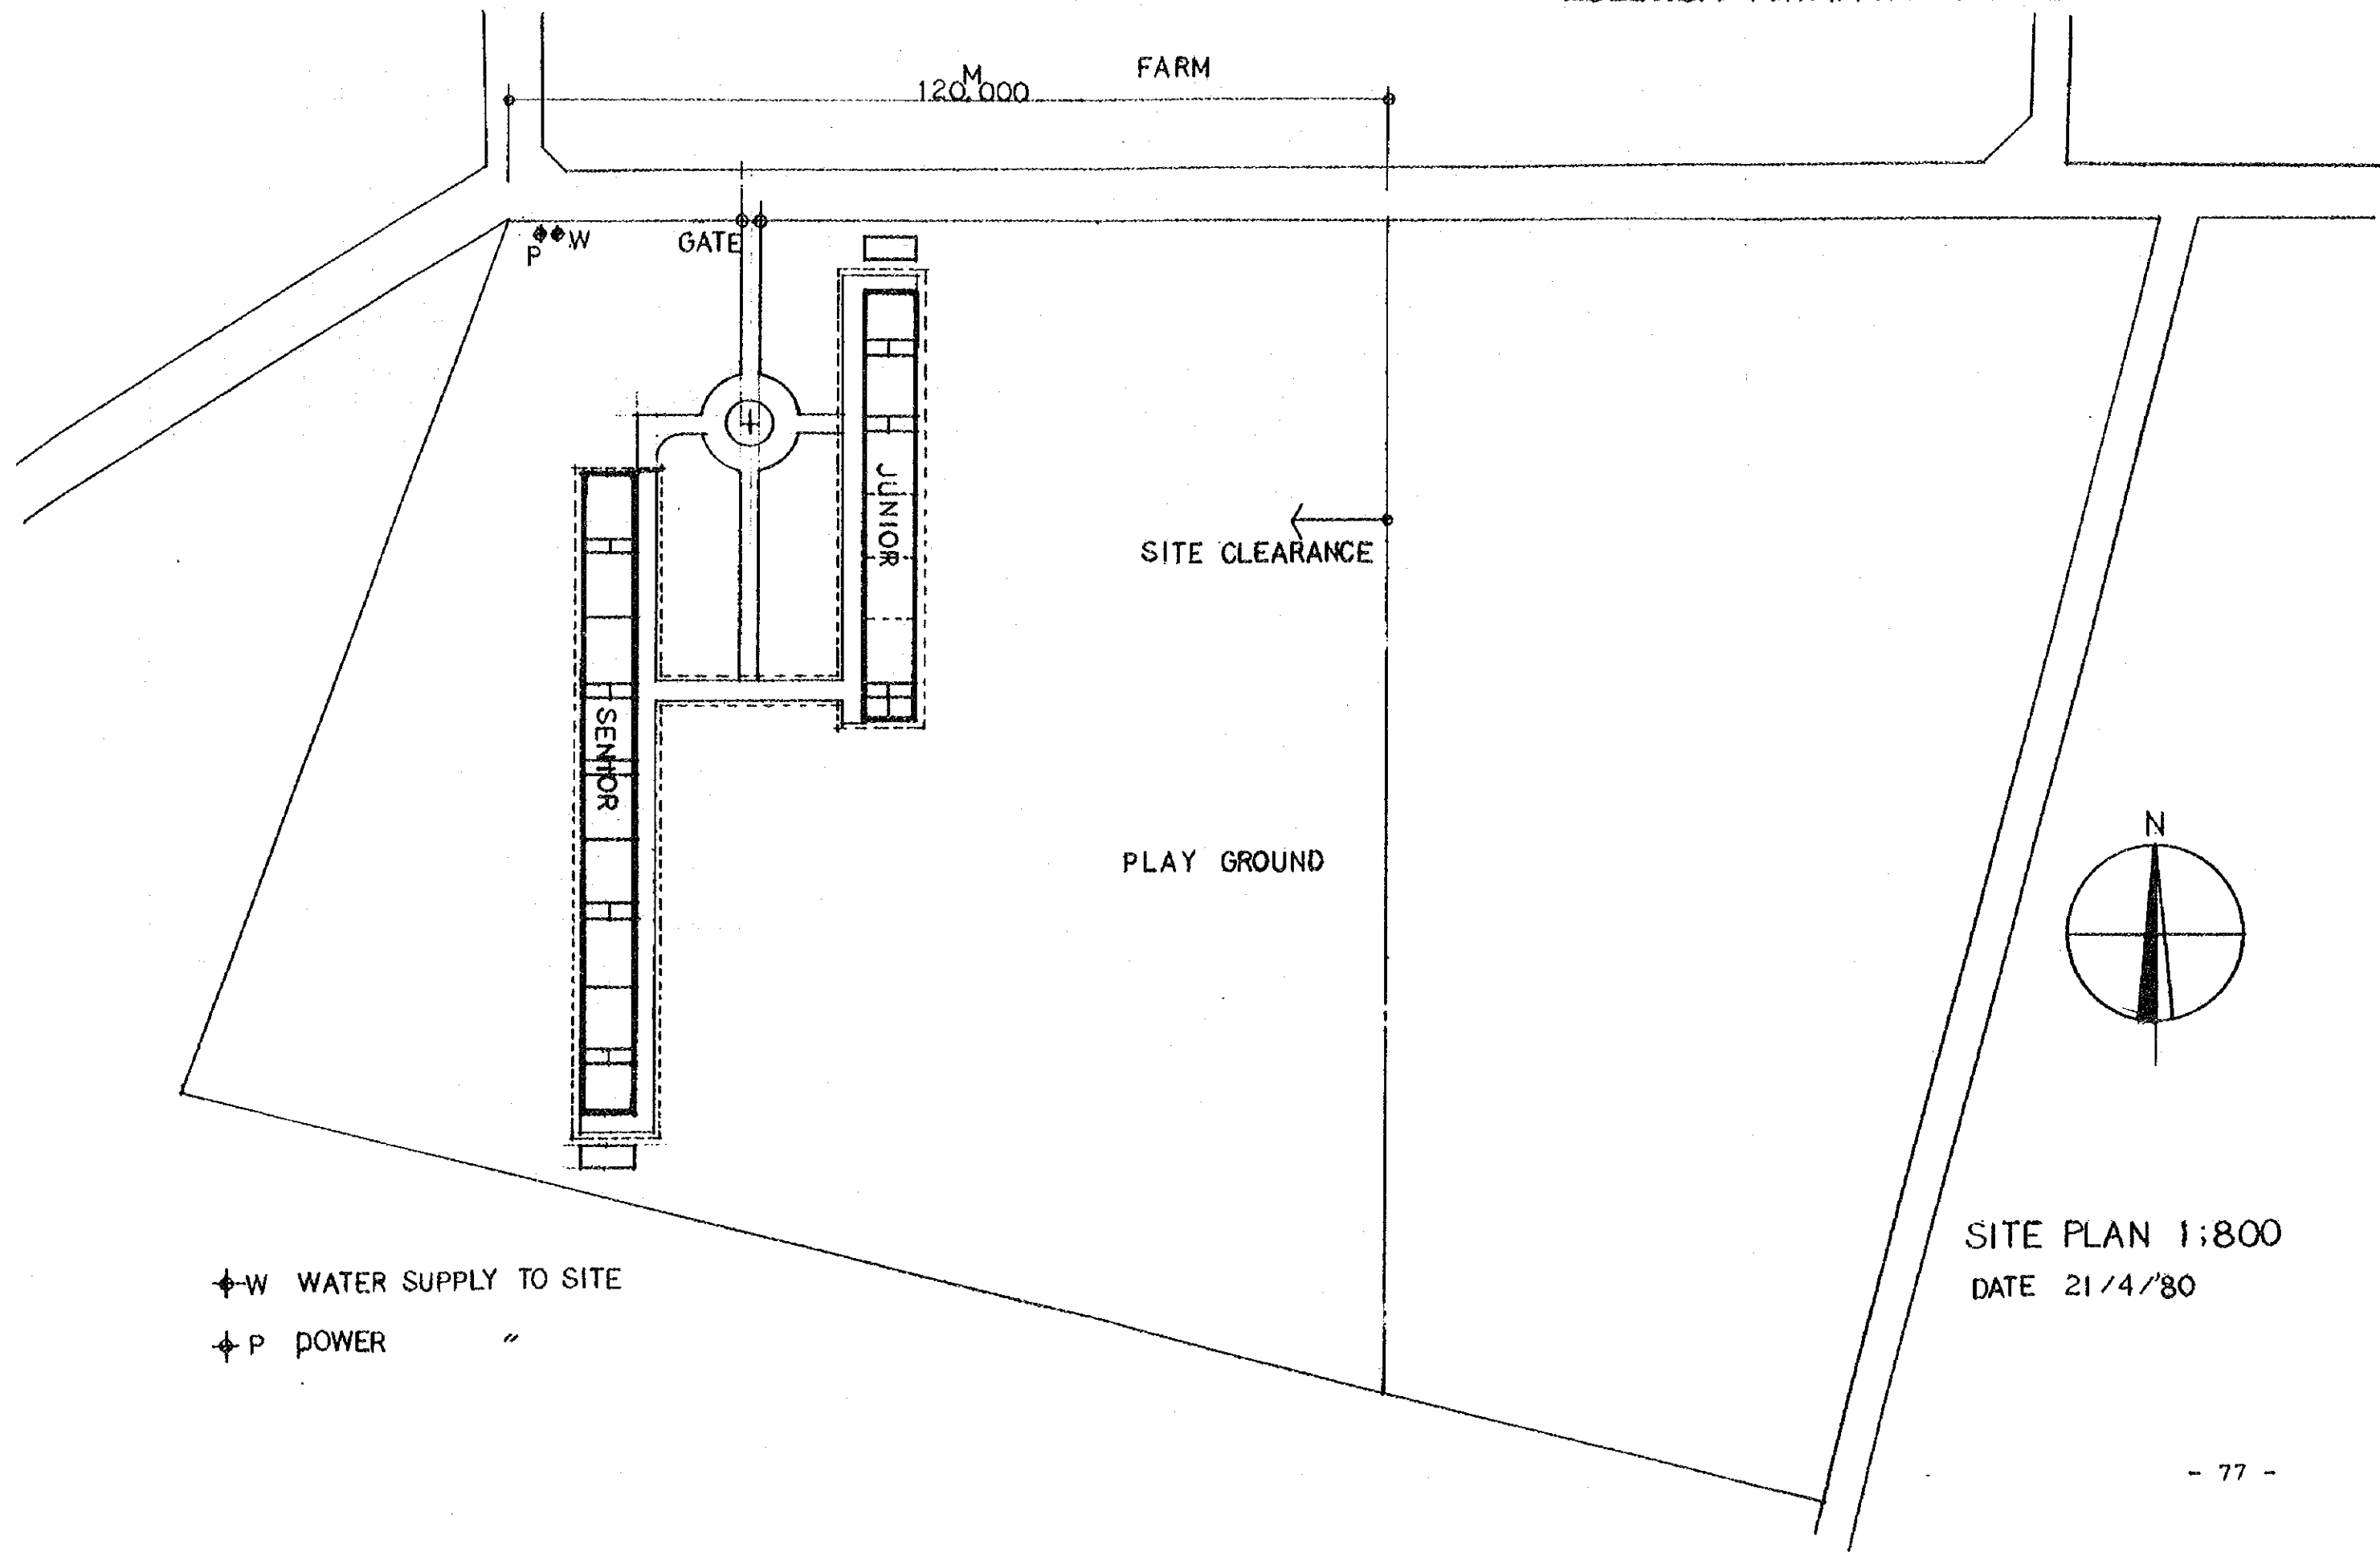 FARM
M
120,000
P W
GATE
JUNIOR
SITE CLEARANCE
SENIOR
PLAY GROUND
N
SITE PLAN 1:800
DATE 21/4/'80
W WATER SUPPLY TO SITE
P POWER 〃
- 77 -